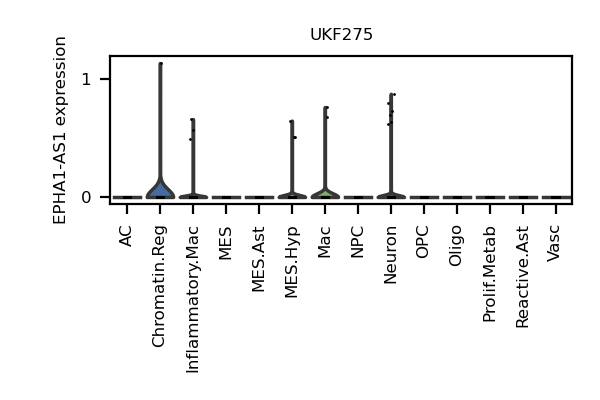 UKF275
EPHA1-AS1 expression
1
0
AC
Chromatin.Reg
Inflammatory.Mac
MES
MES.Ast
MES.Hyp
Mac
NPC
Neuron
OPC
Oligo
Prolif.Metab
Reactive.Ast
Vasc